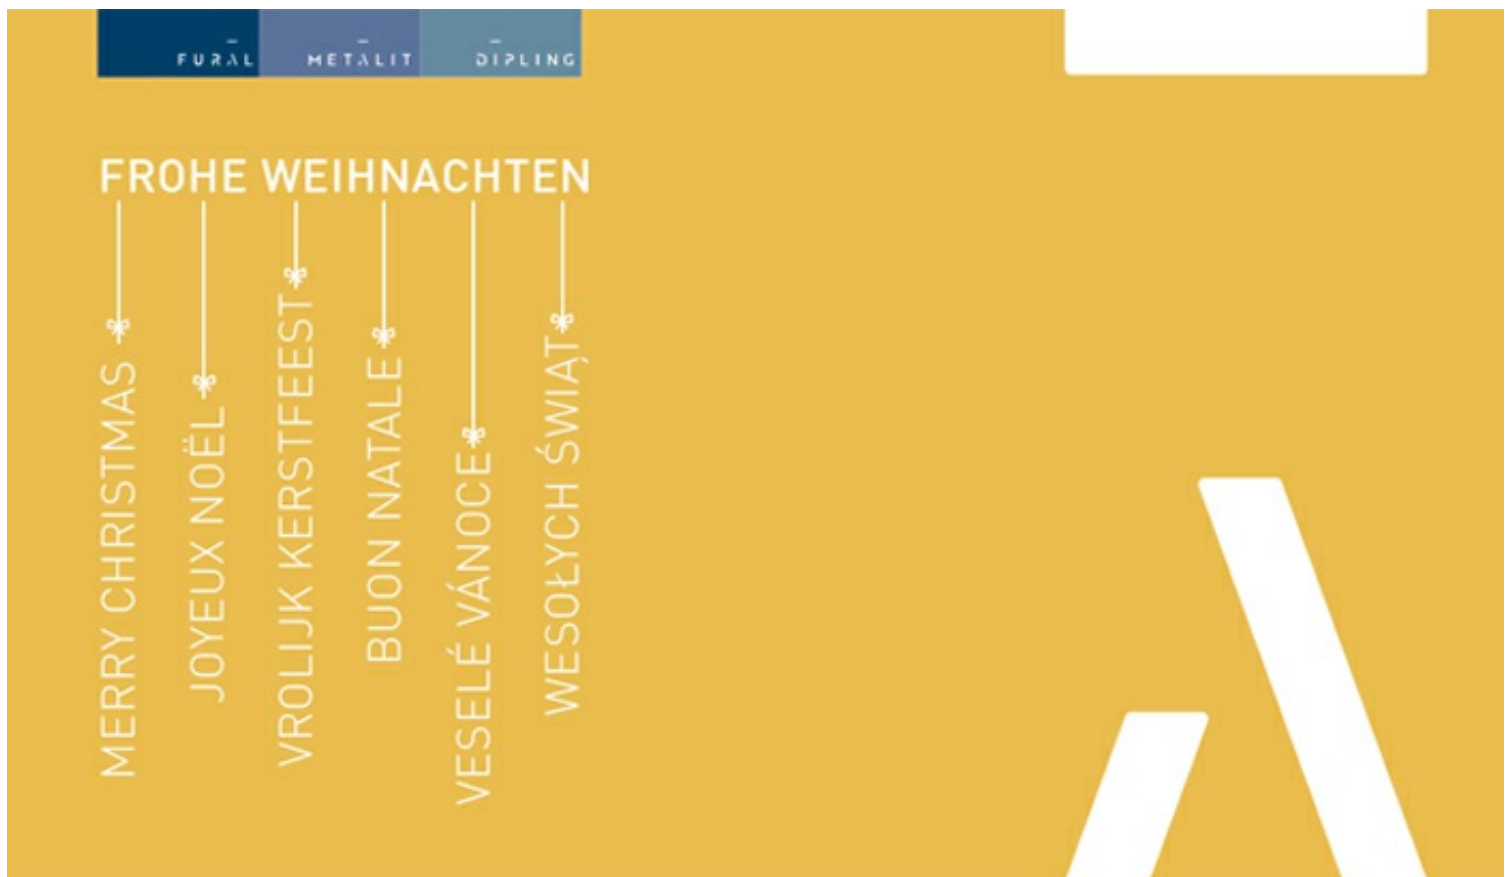 FURAL
METALIT
DIPLING
FROHE WEIHNACHTEN
MERRY CHRISTMAS
JOYEUX NOËL
VROLIJK KERSTFEEST
BUON NATALE
VESELÉ VÁNOCE
WESOŁYCH ŚWIĄT